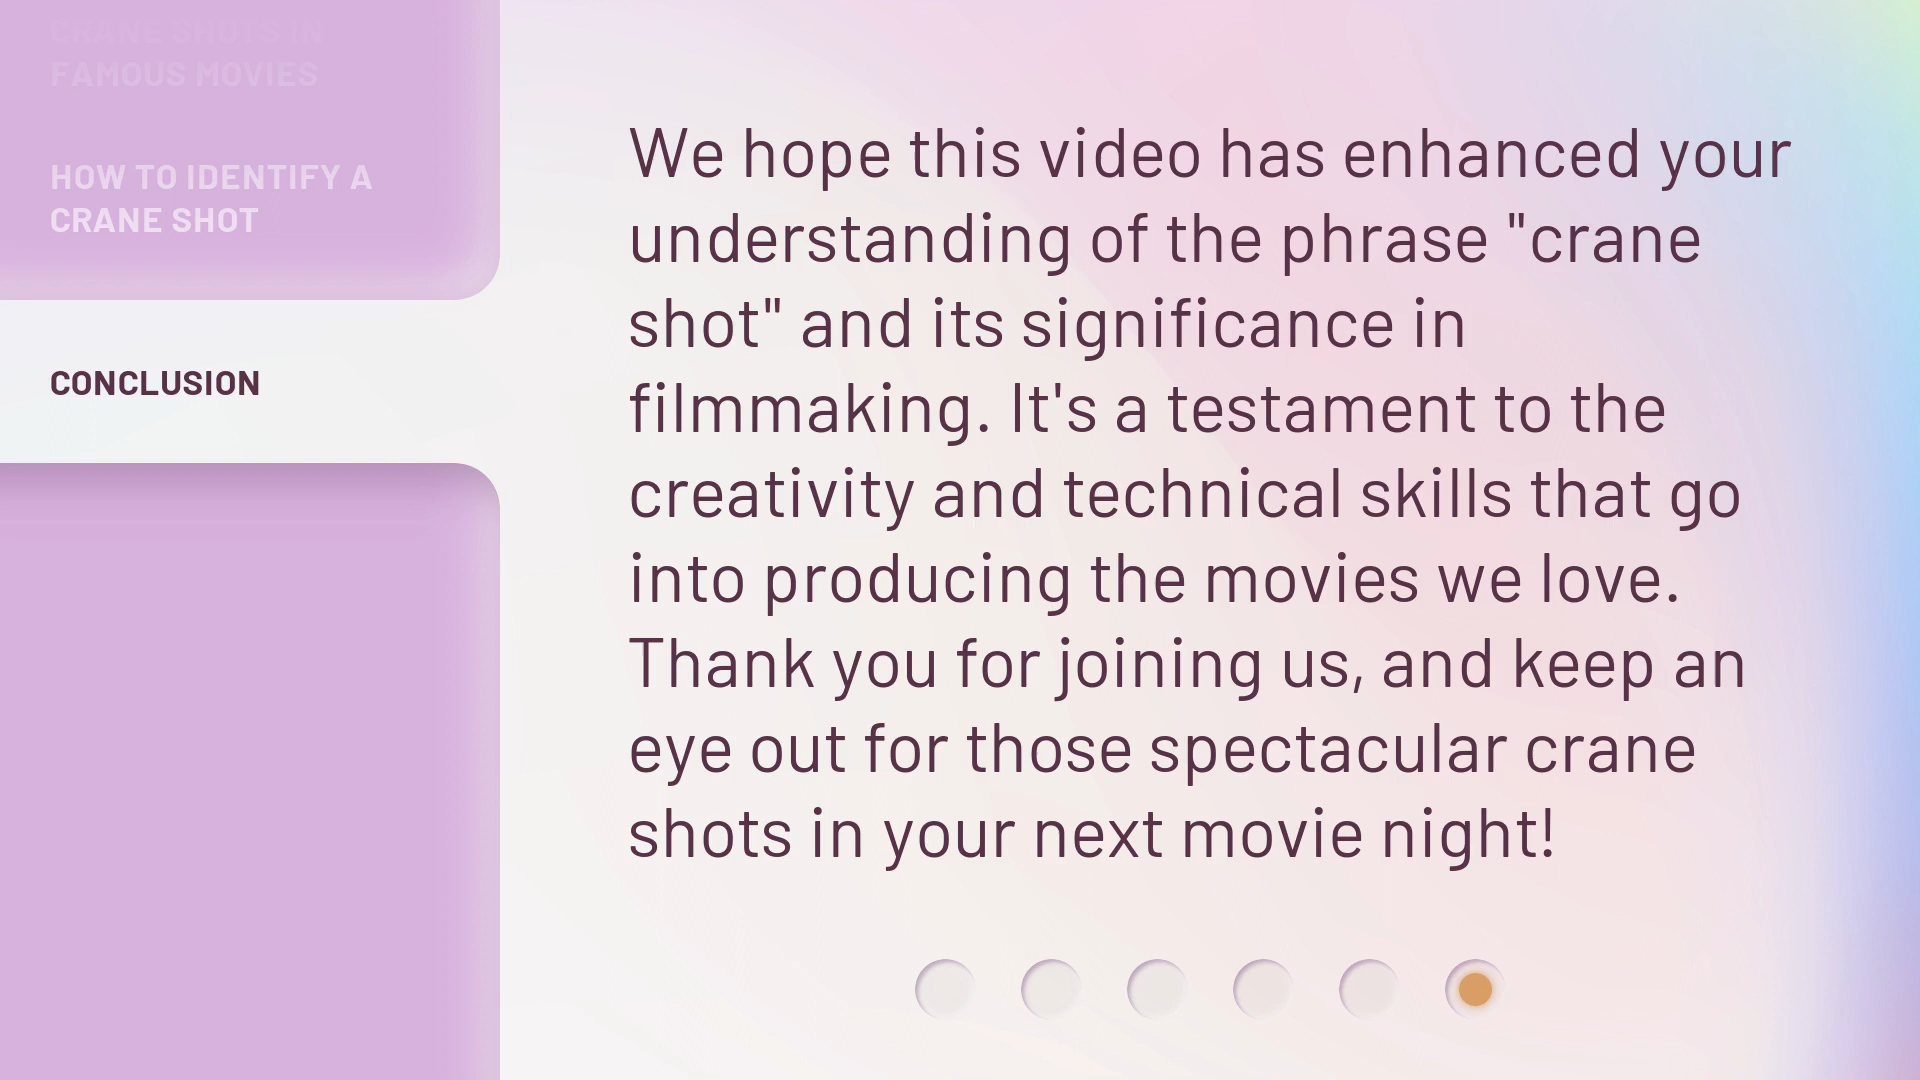 CRANE SHOTS IN
FAMOUS MOVIES
HOW TO IDENTIFY A
CRANE SHOT
CONCLUSION
We hope this video has enhanced your
understanding of the phrase "crane
shot" and its significance in
filmmaking. It's a testament to the
creativity and technical skills that go
into producing the movies we love.
Thank you for joining us, and keep an
eye out for those spectacular crane
shots in your next movie night!